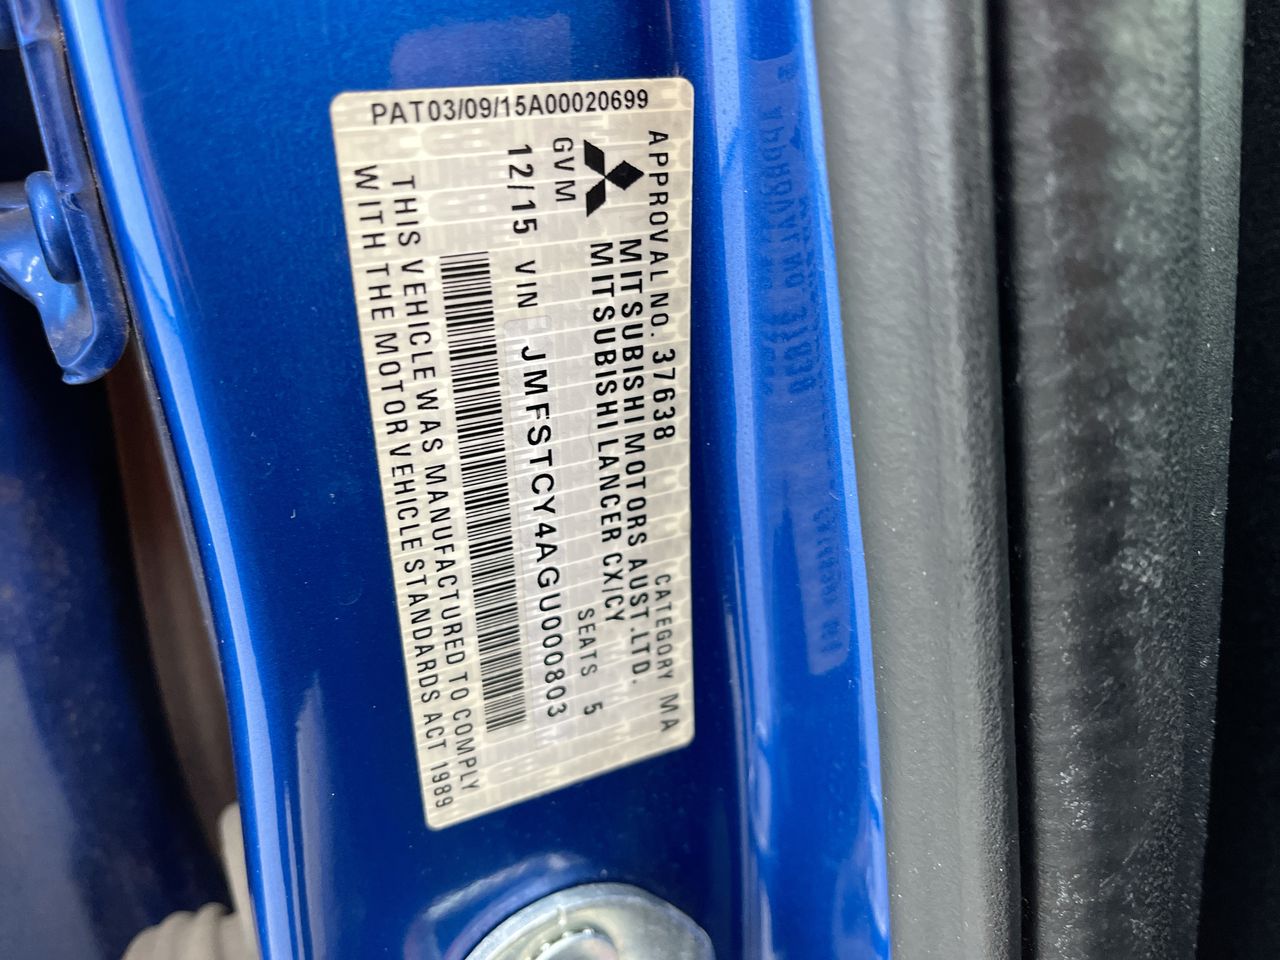 PAT03/09/15A00020699
APPROVAL NO. 37638 CATEGORY MA
MITSUBISHI MOTORS AUST.LTD.
MITSUBISHI LANCER CX/CY
GVM SEATS 5
12/15 VIN JMFSTCY4AGU000803
THIS VEHICLE WAS MANUFACTURED TO COMPLY
WITH THE MOTOR VEHICLE STANDARDS ACT 1989